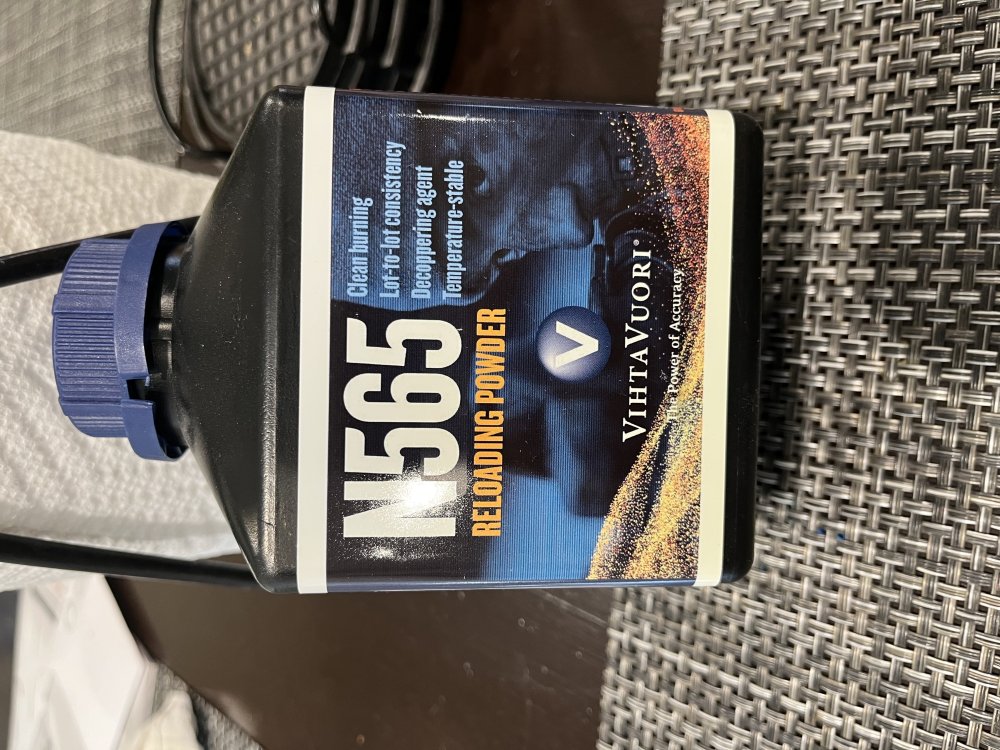 N565
RELOADING POWDER
Clean burning
Lot-to-lot consistency
Decoppering agent
Temperature-stable
V
VIHTAVUORI®
The Power of Accuracy